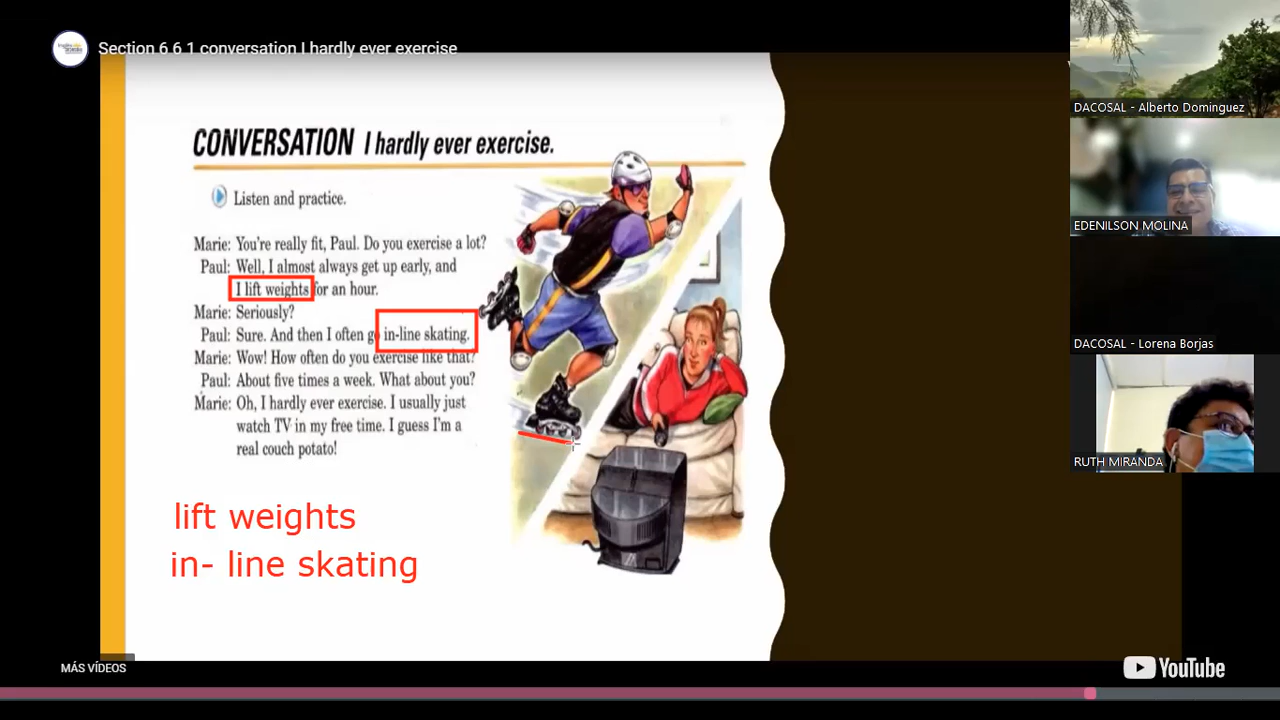 Section 6 6 1 conversation I hardly ever exercise
CONVERSATION I hardly ever exercise.
Listen and practice.
Marie: You're really fit, Paul. Do you exercise a lot?
Paul: Well, I almost always get up early, and
I lift weights for an hour.
Marie: Seriously?
Paul: Sure. And then I often go in-line skating.
Marie: Wow! How often do you exercise like that?
Paul: About five times a week. What about you?
Marie: Oh, I hardly ever exercise. I usually just
watch TV in my free time. I guess I'm a
real couch potato!
lift weights
in- line skating
MÁS VÍDEOS
YouTube
DACOSAL - Alberto Dominguez
EDENILSON MOLINA
DACOSAL - Lorena Borjas
RUTH MIRANDA